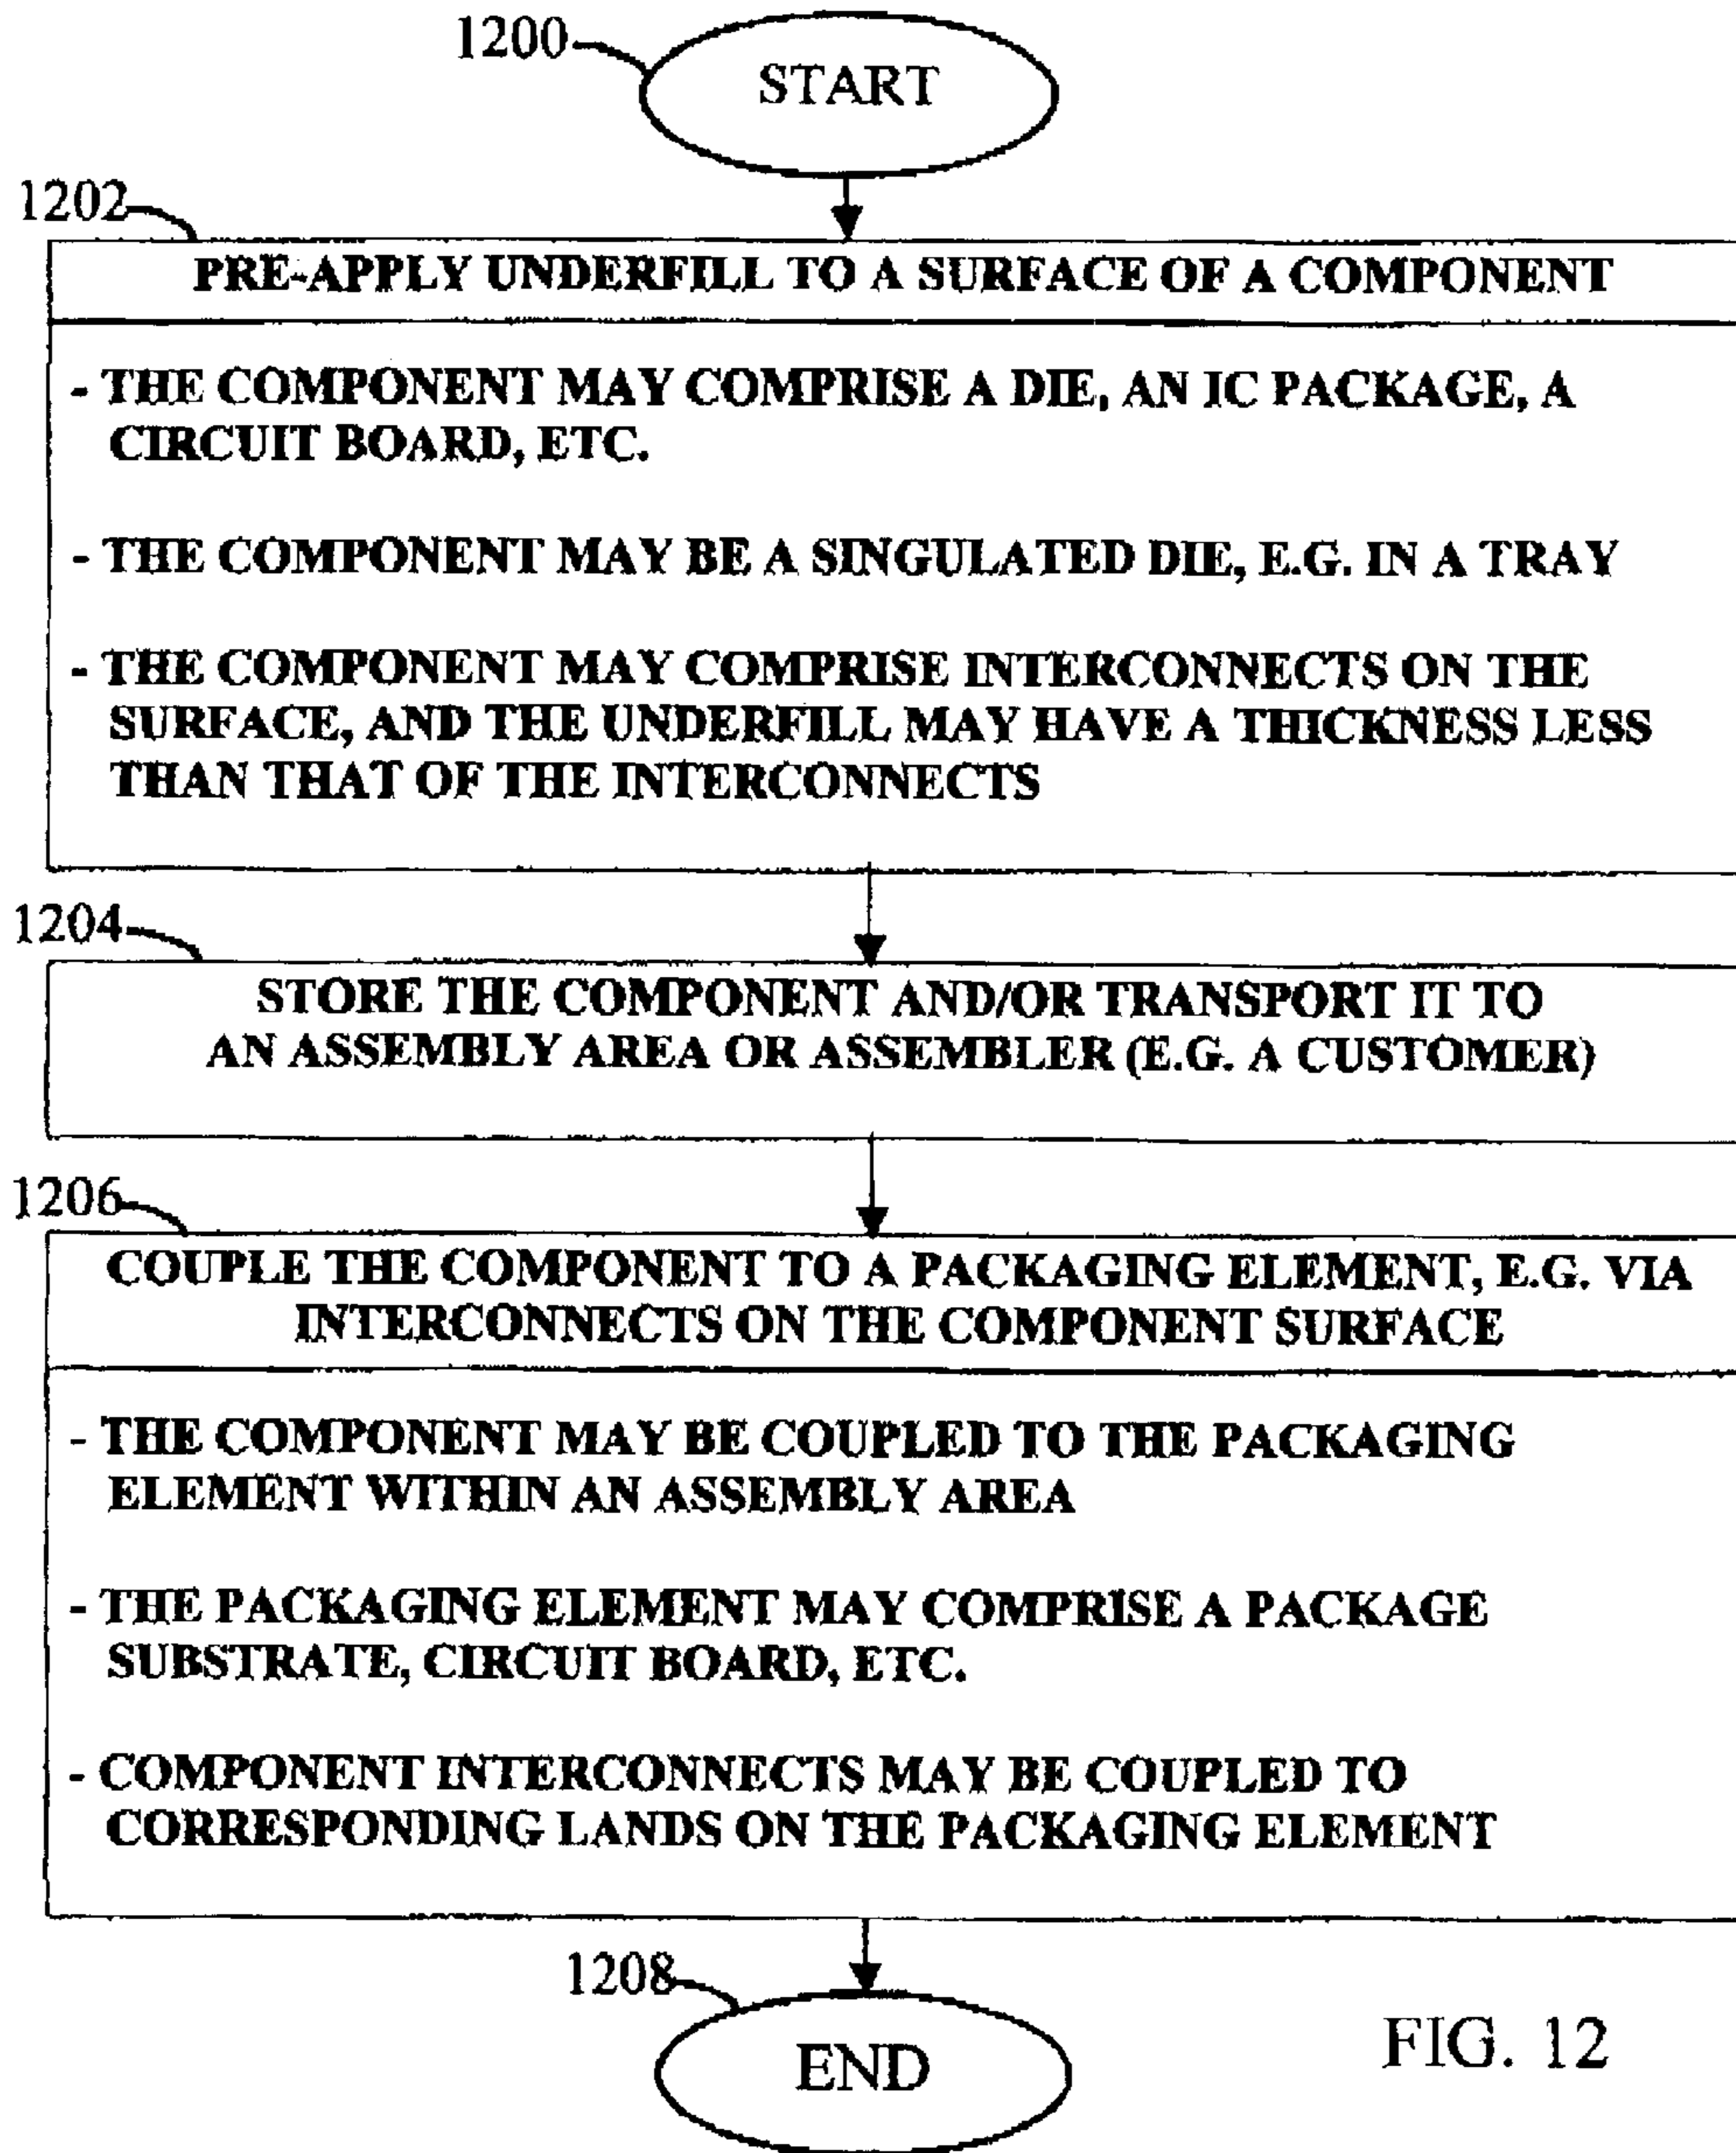 1200
START
1202
PRE-APPLY UNDERFILL TO A SURFACE OF A COMPONENT
- THE COMPONENT MAY COMPRISE A DIE, AN IC PACKAGE, A
CIRCUIT BOARD, ETC.
- THE COMPONENT MAY BE A SINGULATED DIE, E.G. IN A TRAY
- THE COMPONENT MAY COMPRISE INTERCONNECTS ON THE
SURFACE, AND THE UNDERFILL MAY HAVE A THICKNESS LESS
THAN THAT OF THE INTERCONNECTS
1204
STORE THE COMPONENT AND/OR TRANSPORT IT TO
AN ASSEMBLY AREA OR ASSEMBLER (E.G. A CUSTOMER)
1206
COUPLE THE COMPONENT TO A PACKAGING ELEMENT, E.G. VIA
INTERCONNECTS ON THE COMPONENT SURFACE
- THE COMPONENT MAY BE COUPLED TO THE PACKAGING
ELEMENT WITHIN AN ASSEMBLY AREA
- THE PACKAGING ELEMENT MAY COMPRISE A PACKAGE
SUBSTRATE, CIRCUIT BOARD, ETC.
- COMPONENT INTERCONNECTS MAY BE COUPLED TO
CORRESPONDING LANDS ON THE PACKAGING ELEMENT
1208
END
FIG. 12